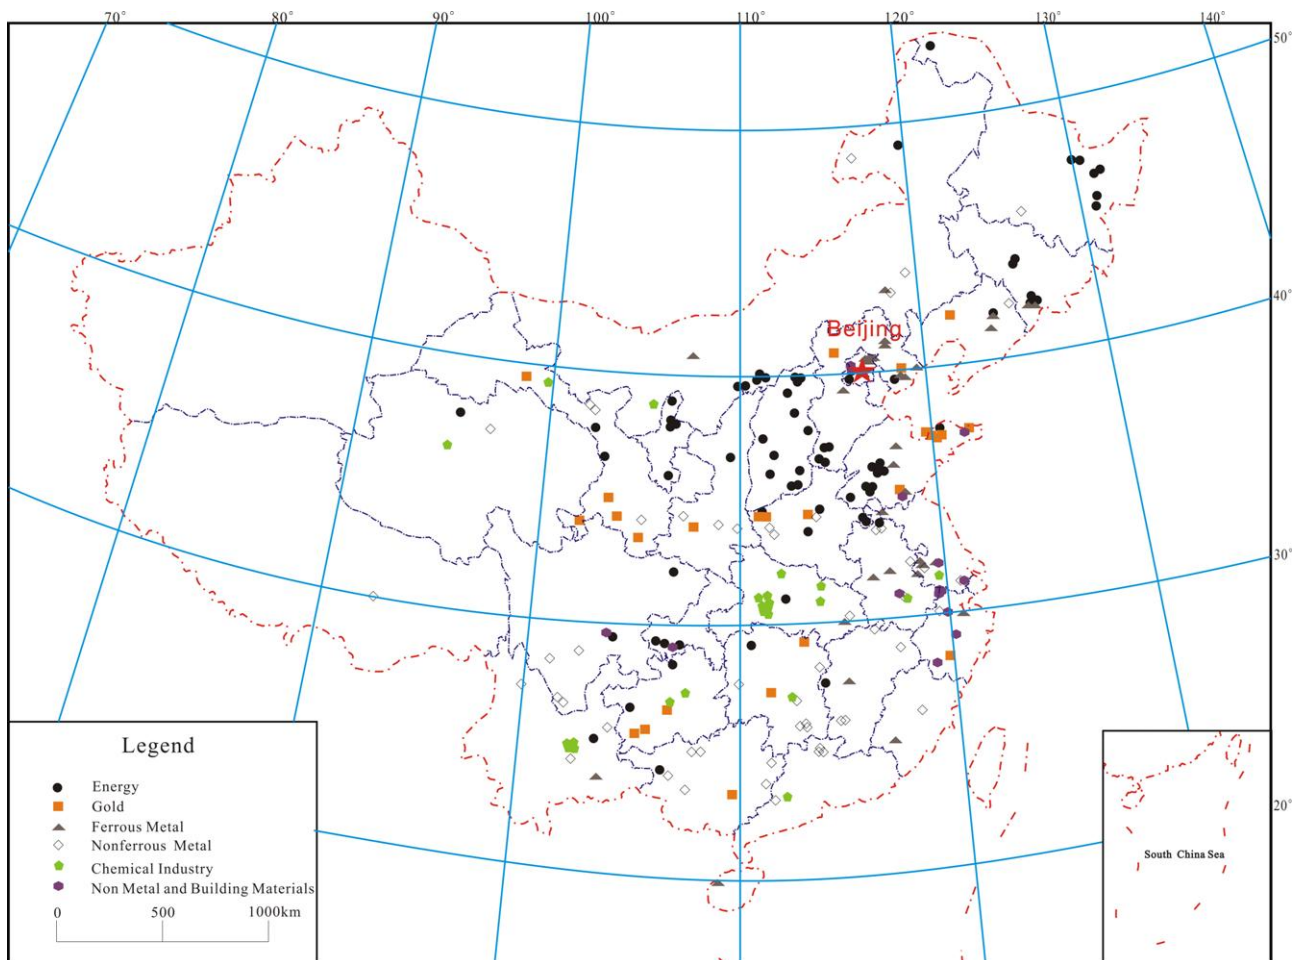 70° 80° 90° 100° 110° 120° 130° 140°
50°
40°
Beijing
30°
20°
Legend
Energy
Gold
Ferrous Metal
Nonferrous Metal
Chemical Industry
Non Metal and Building Materials
0 500 1000km
South China Sea